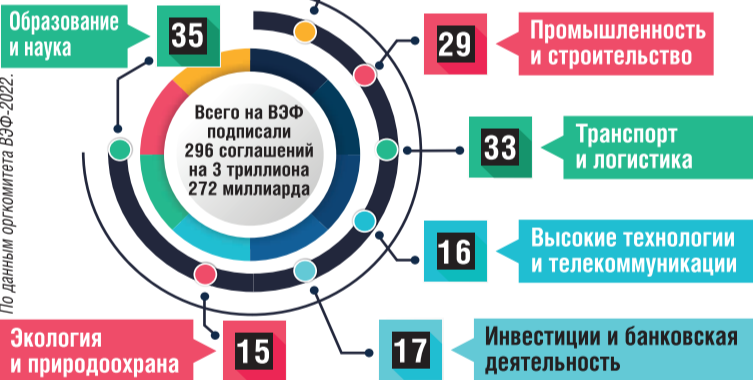 Образование
и наука
35
29
Промышленность
и строительство
Всего на ВЭФ
подписали
296 соглашений
на 3 триллиона
272 миллиарда
33
Транспорт
и логистика
16
Высокие технологии
и телекоммуникации
По данным оргкомитета ВЭФ-2022.
Экология
и природоохрана
15
17
Инвестиции и банковская
деятельность